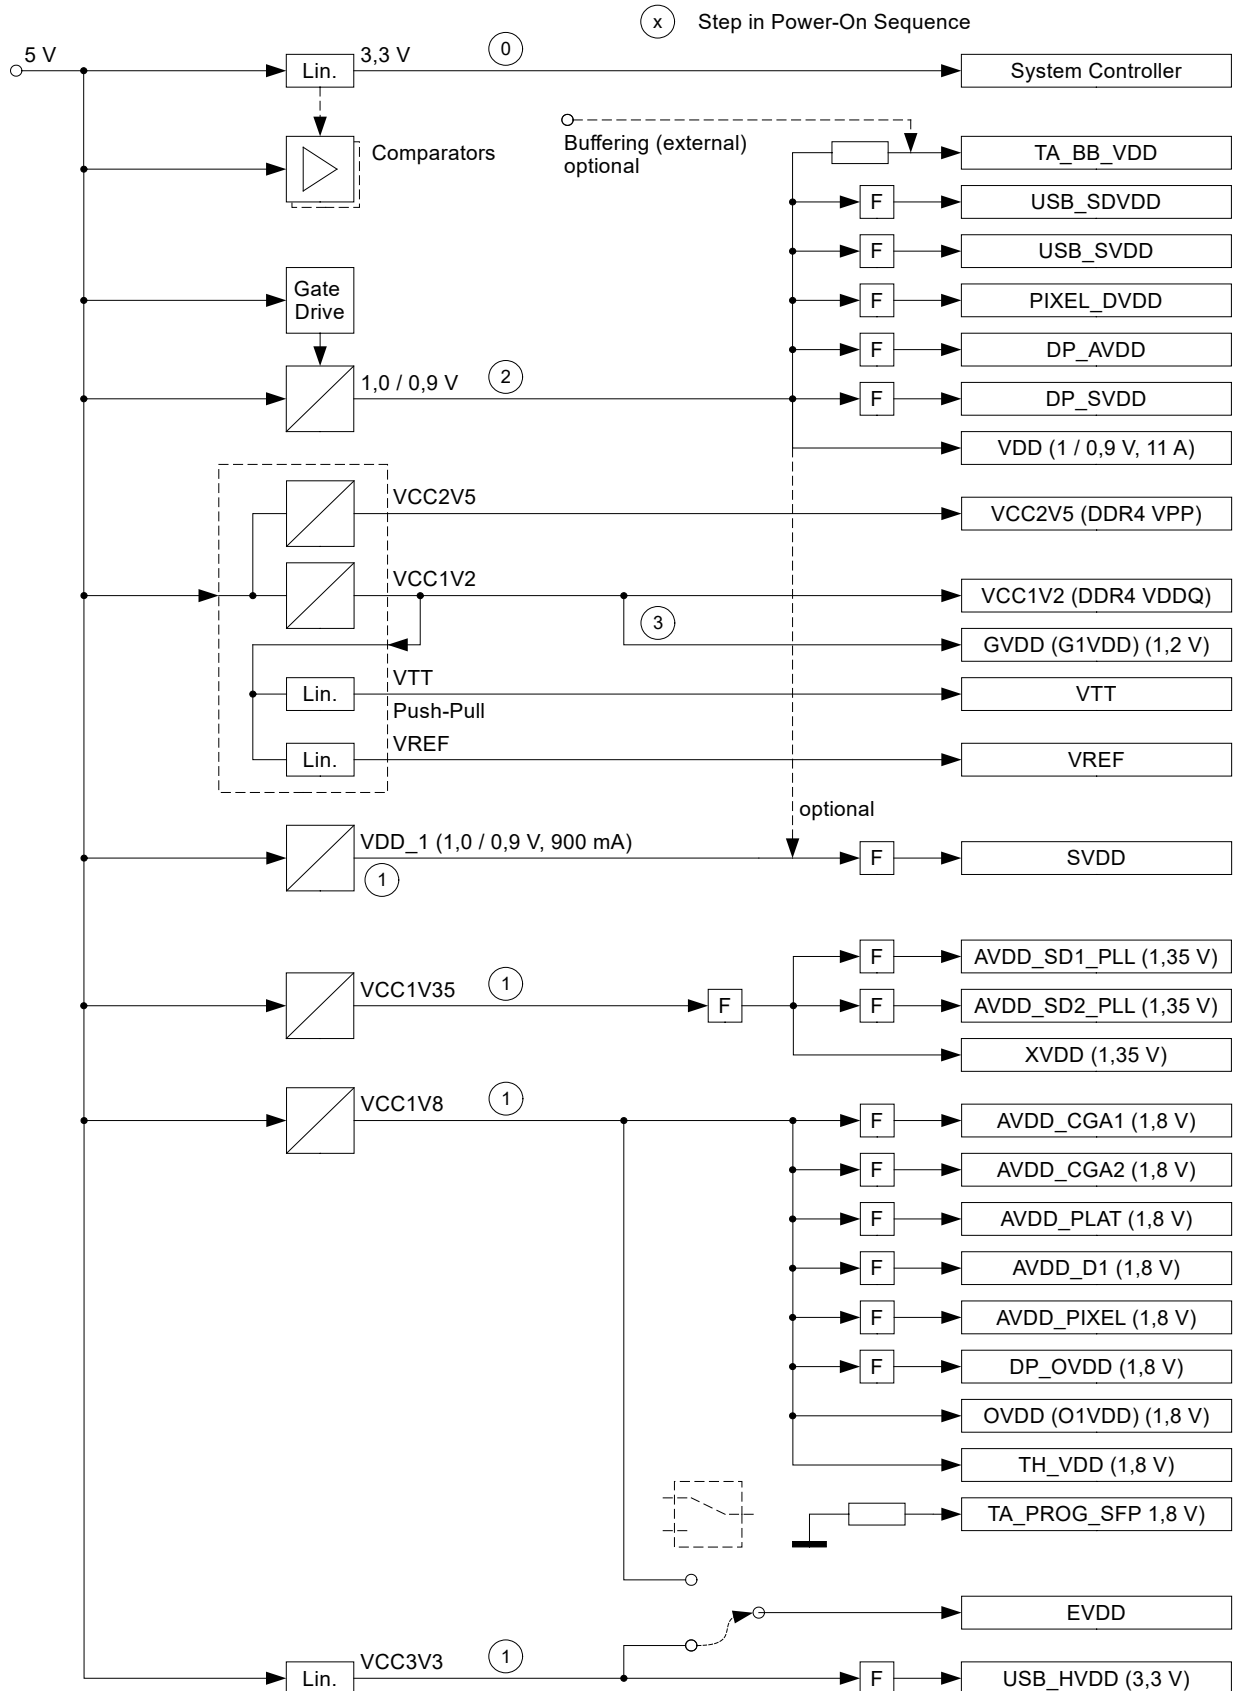 x Step in Power-On Sequence
5 V
Lin.
3,3 V
0
System Controller
Comparators
Buffering (external)
optional
TA_BB_VDD
F
USB_SDVDD
F
USB_SVDD
Gate
Drive
F
PIXEL_DVDD
F
DP_AVDD
1,0 / 0,9 V
2
F
DP_SVDD
VDD (1 / 0,9 V, 11 A)
VCC2V5
VCC2V5 (DDR4 VPP)
VCC1V2
VCC1V2 (DDR4 VDDQ)
3
GVDD (G1VDD) (1,2 V)
Lin.
VTT
Push-Pull
VTT
Lin.
VREF
VREF
optional
VDD_1 (1,0 / 0,9 V, 900 mA)
1
F
SVDD
F
AVDD_SD1_PLL (1,35 V)
VCC1V35
1
F
F
AVDD_SD2_PLL (1,35 V)
XVDD (1,35 V)
VCC1V8
1
F
AVDD_CGA1 (1,8 V)
F
AVDD_CGA2 (1,8 V)
F
AVDD_PLAT (1,8 V)
F
AVDD_D1 (1,8 V)
F
AVDD_PIXEL (1,8 V)
F
DP_OVDD (1,8 V)
OVDD (O1VDD) (1,8 V)
TH_VDD (1,8 V)
TA_PROG_SFP 1,8 V)
EVDD
Lin.
VCC3V3
1
F
USB_HVDD (3,3 V)